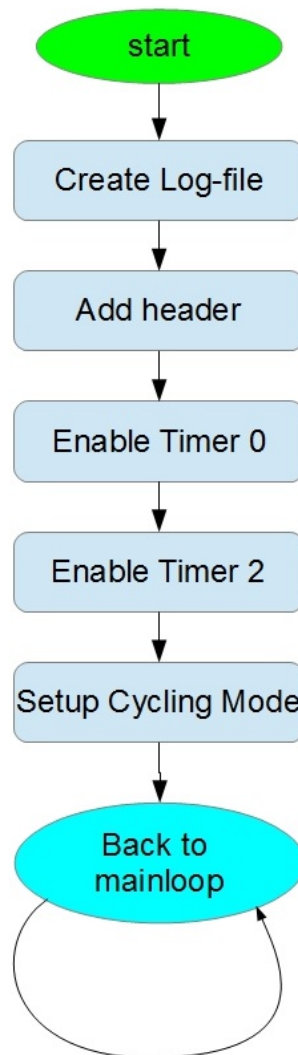 start
Create Log-file
Add header
Enable Timer 0
Enable Timer 2
Setup Cycling Mode
Back to
mainloop